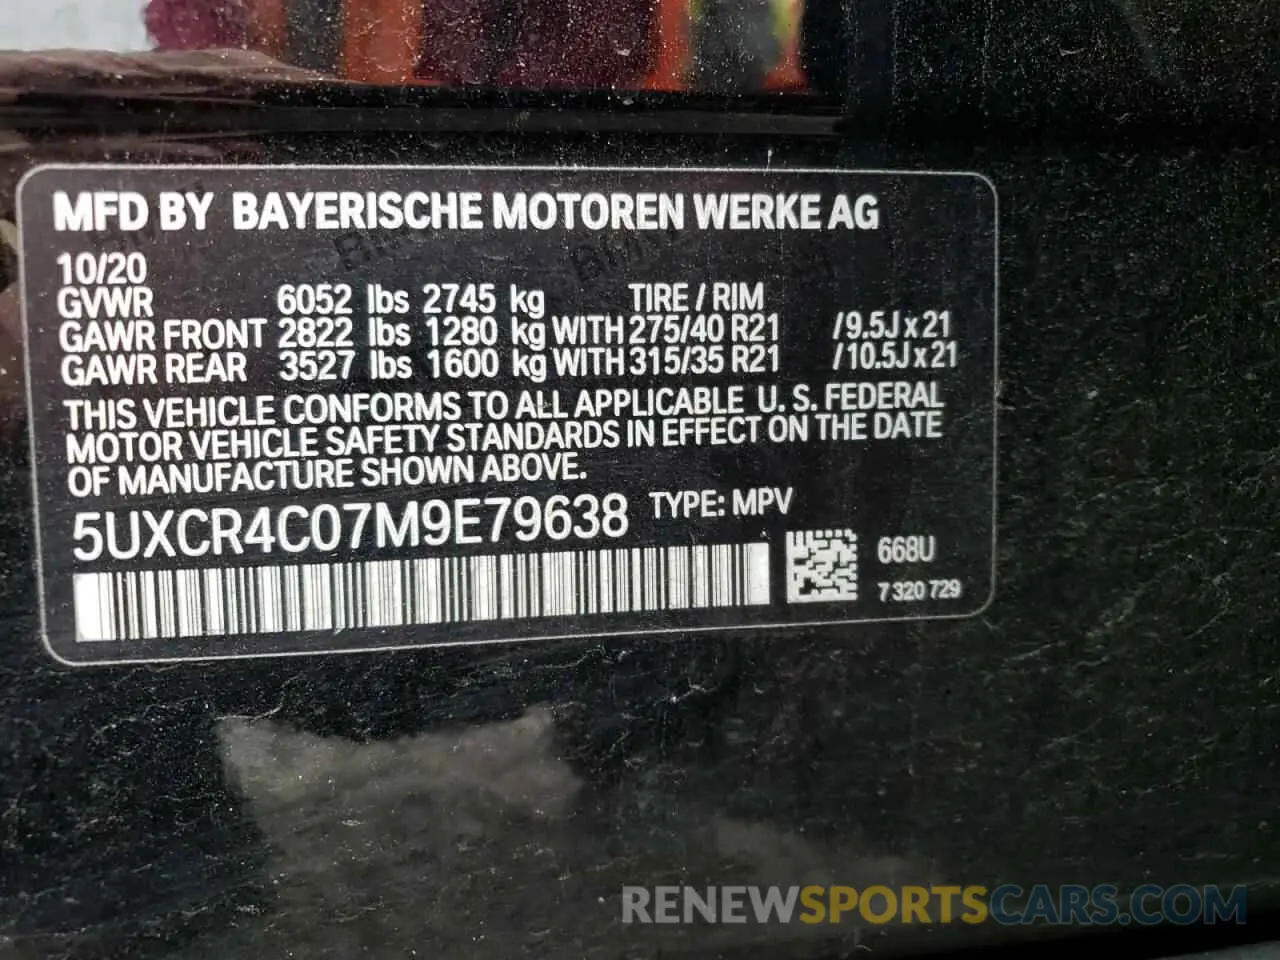 MFD BY BAYERISCHE MOTOREN WERKE AG
10/20
GVWR 6052 lbs 2745 kg TIRE / RIM
GAWR FRONT 2822 lbs 1280 kg WITH 275/40 R21 /9.5J x 21
GAWR REAR 3527 lbs 1600 kg WITH 315/35 R21 /10.5J x 21
THIS VEHICLE CONFORMS TO ALL APPLICABLE U. S. FEDERAL
MOTOR VEHICLE SAFETY STANDARDS IN EFFECT ON THE DATE
OF MANUFACTURE SHOWN ABOVE.
5UXCR4C07M9E79638 TYPE: MPV
668U
7 320 729
RENEWSPORTSCARS.COM